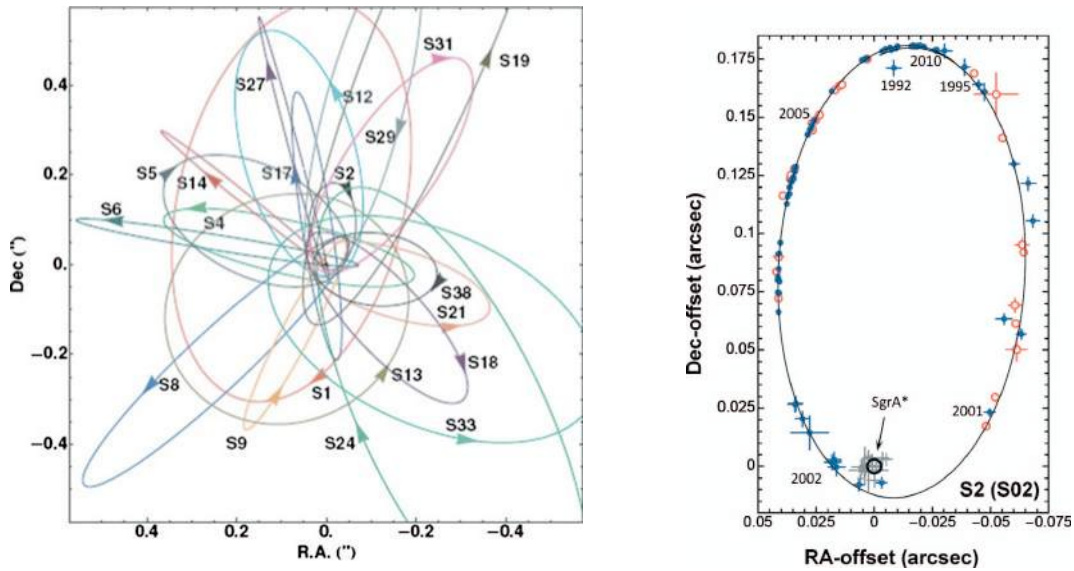 S31
S19
S27
S12
S29
S5
S14
S17
S2
S6
S4
S38
S21
S18
S8
S13
S1
S9
S33
S24
0.4
0.2
0.
−0.2
−0.4
Dec (")
0.4
0.2
0.
−0.2
−0.4
R.A. (")
0.175
0.15
0.125
0.1
0.075
0.05
0.025
0
Dec-offset (arcsec)
2010
1992
1995
2005
SgrA*
2001
2002
S2 (S02)
0.05
0.025
0
−0.025
−0.05
−0.075
RA-offset (arcsec)